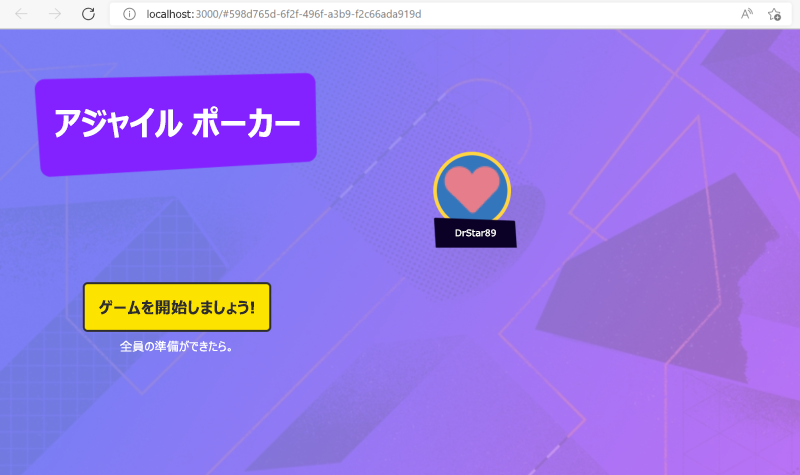 localhost:3000/#598d765d-6f2f-496f-a3b9-f2c66ada919d
アジャイル ポーカー
DrStar89
ゲームを開始しましょう!
全員の準備ができたら。